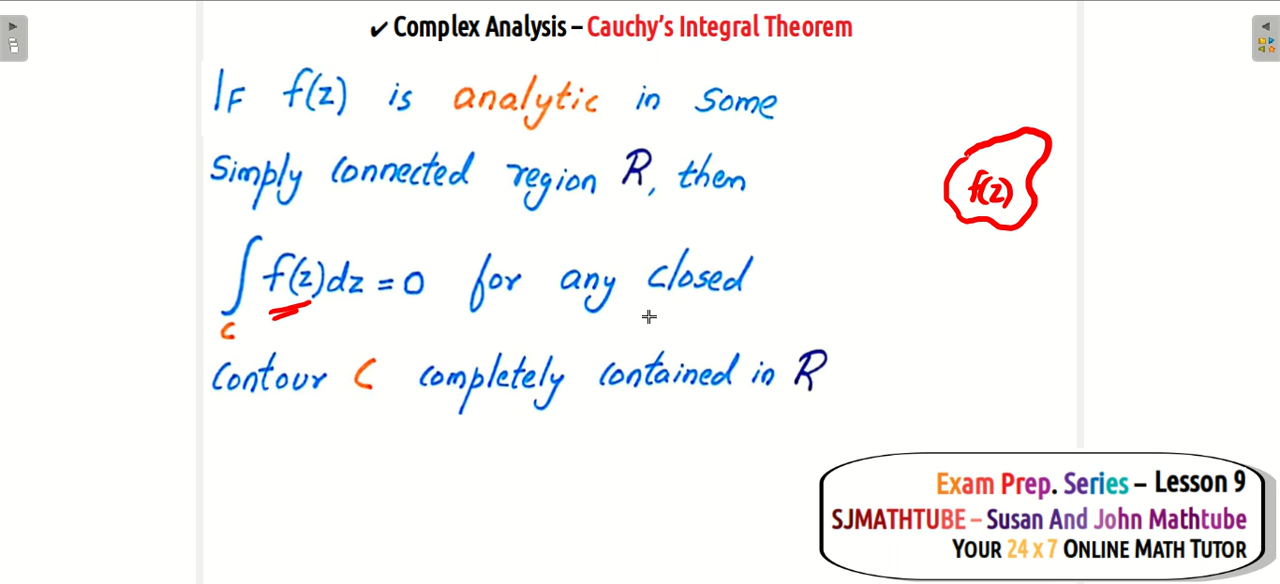 ✔ Complex Analysis – Cauchy's Integral Theorem
IF f(z) is analytic in some
simply connected region R, then
∫ f(z)dz = 0 for any closed
C
contour C completely contained in R
f(z)
Exam Prep. Series – Lesson 9
SJMATHTUBE – Susan And John Mathtube
YOUR 24 x 7 ONLINE MATH TUTOR